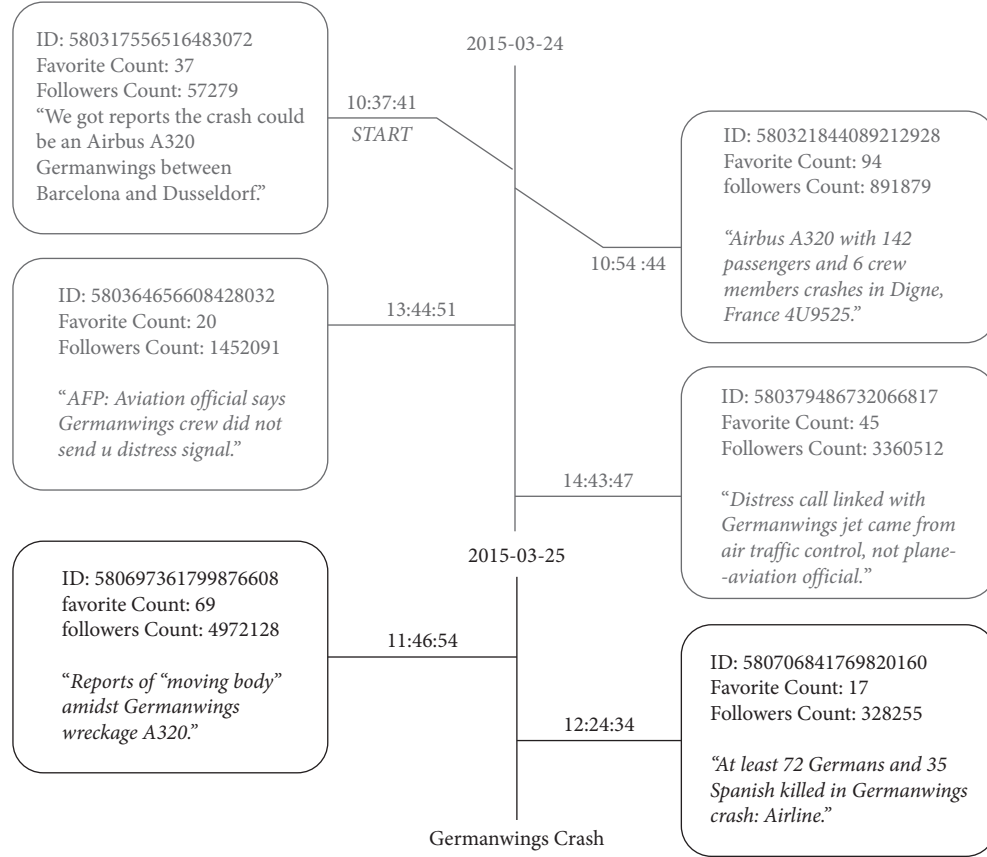 2015-03-24
ID: 580317556516483072
Favorite Count: 37
Followers Count: 57279
“We got reports the crash could
be an Airbus A320
Germanwings between
Barcelona and Dusseldorf.”
10:37:41
START
ID: 580321844089212928
Favorite Count: 94
followers Count: 891879
“Airbus A320 with 142
passengers and 6 crew
members crashes in Digne,
France 4U9525.”
10:54 :44
ID: 580364656608428032
Favorite Count: 20
Followers Count: 1452091
“AFP: Aviation official says
Germanwings crew did not
send u distress signal.”
13:44:51
ID: 580379486732066817
Favorite Count: 45
Followers Count: 3360512
“Distress call linked with
Germanwings jet came from
air traffic control, not plane-
-aviation official.”
14:43:47
2015-03-25
ID: 580697361799876608
favorite Count: 69
followers Count: 4972128
“Reports of “moving body”
amidst Germanwings
wreckage A320.”
11:46:54
ID: 580706841769820160
Favorite Count: 17
Followers Count: 328255
“At least 72 Germans and 35
Spanish killed in Germanwings
crash: Airline.”
12:24:34
Germanwings Crash